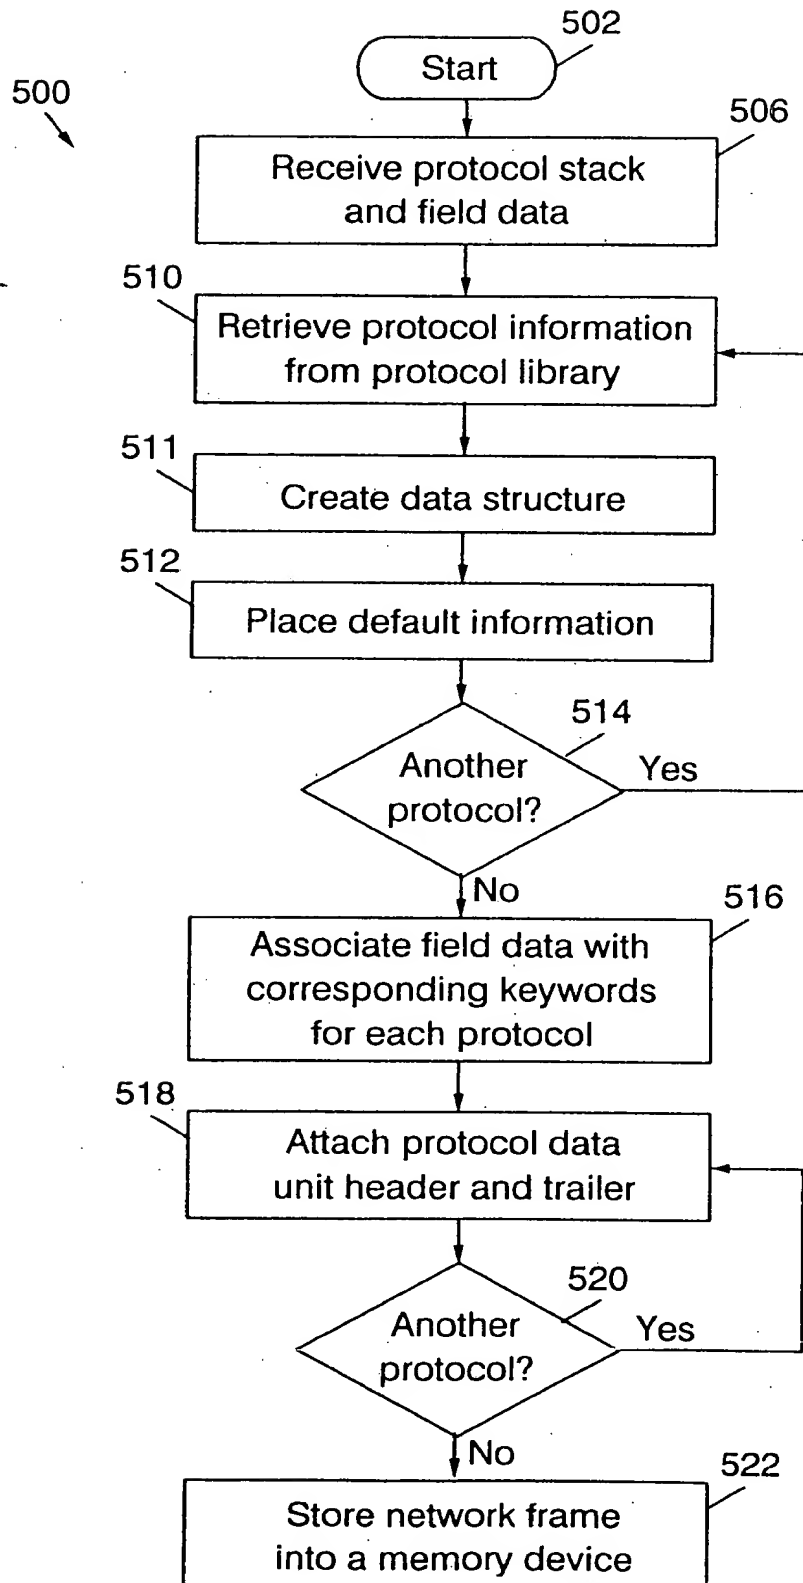 502
Start
500
506
Receive protocol stack
and field data
510
Retrieve protocol information
from protocol library
511
Create data structure
512
Place default information
514
Another
protocol?
Yes
No
516
Associate field data with
corresponding keywords
for each protocol
518
Attach protocol data
unit header and trailer
520
Another
protocol?
Yes
No
522
Store network frame
into a memory device